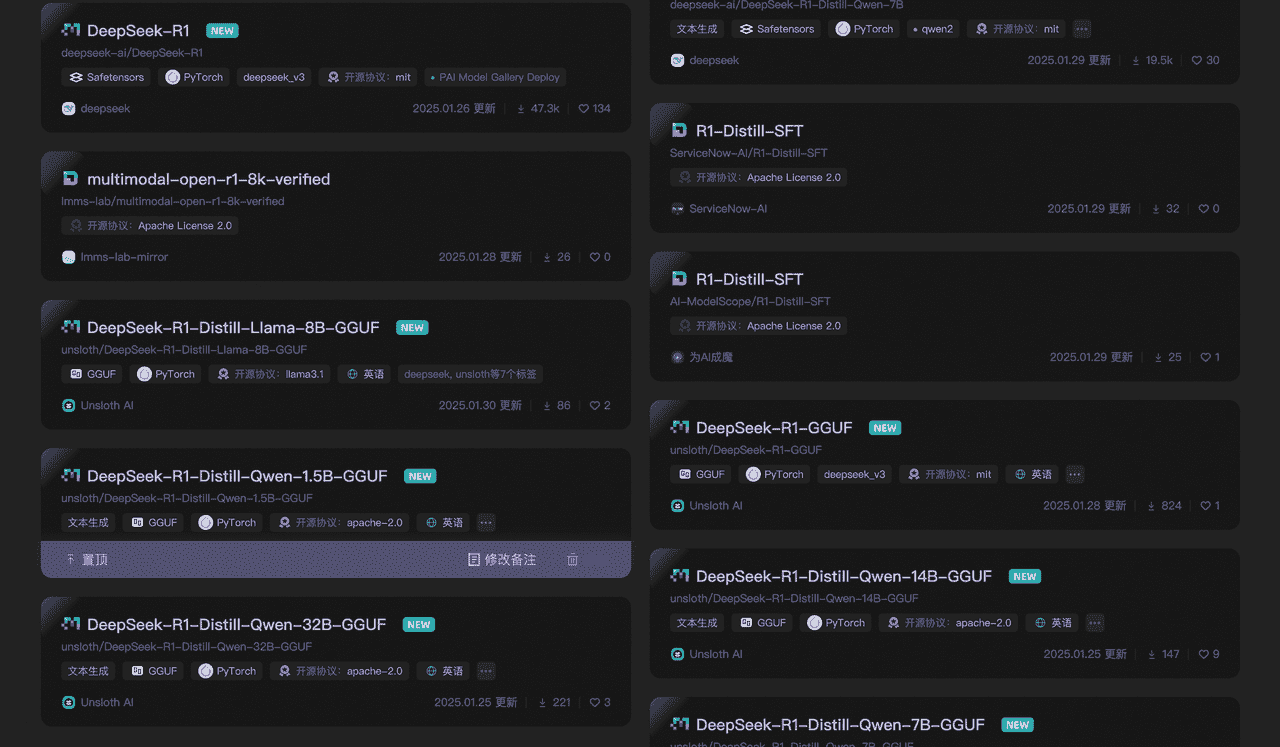 DeepSeek-R1 NEW
deepseek-ai/DeepSeek-R1
Safetensors PyTorch deepseek_v3 开源协议：mit • PAI Model Gallery Deploy
deepseek 2025.01.26 更新 47.3k 134
multimodal-open-r1-8k-verified
lmms-lab/multimodal-open-r1-8k-verified
开源协议：Apache License 2.0
lmms-lab-mirror 2025.01.28 更新 26 0
DeepSeek-R1-Distill-Llama-8B-GGUF NEW
unsloth/DeepSeek-R1-Distill-Llama-8B-GGUF
GGUF PyTorch 开源协议：llama3.1 英语 deepseek, unsloth等7个标签
Unsloth AI 2025.01.30 更新 86 2
DeepSeek-R1-Distill-Qwen-1.5B-GGUF NEW
unsloth/DeepSeek-R1-Distill-Qwen-1.5B-GGUF
文本生成 GGUF PyTorch 开源协议：apache-2.0 英语 ...
置顶 修改备注
DeepSeek-R1-Distill-Qwen-32B-GGUF NEW
unsloth/DeepSeek-R1-Distill-Qwen-32B-GGUF
文本生成 GGUF PyTorch 开源协议：apache-2.0 英语 ...
Unsloth AI 2025.01.25 更新 221 3
deepseek-ai/DeepSeek-R1-Distill-Qwen-7B
文本生成 Safetensors PyTorch • qwen2 开源协议：mit ...
deepseek 2025.01.29 更新 19.5k 30
R1-Distill-SFT
ServiceNow-AI/R1-Distill-SFT
开源协议：Apache License 2.0
ServiceNow-AI 2025.01.29 更新 32 0
R1-Distill-SFT
AI-ModelScope/R1-Distill-SFT
开源协议：Apache License 2.0
为AI成魔 2025.01.29 更新 25 1
DeepSeek-R1-GGUF NEW
unsloth/DeepSeek-R1-GGUF
GGUF PyTorch deepseek_v3 开源协议：mit 英语 ...
Unsloth AI 2025.01.28 更新 824 1
DeepSeek-R1-Distill-Qwen-14B-GGUF NEW
unsloth/DeepSeek-R1-Distill-Qwen-14B-GGUF
文本生成 GGUF PyTorch 开源协议：apache-2.0 英语 ...
Unsloth AI 2025.01.25 更新 147 9
DeepSeek-R1-Distill-Qwen-7B-GGUF NEW
unsloth/DeepSeek-R1-Distill-Qwen-7B-GGUF